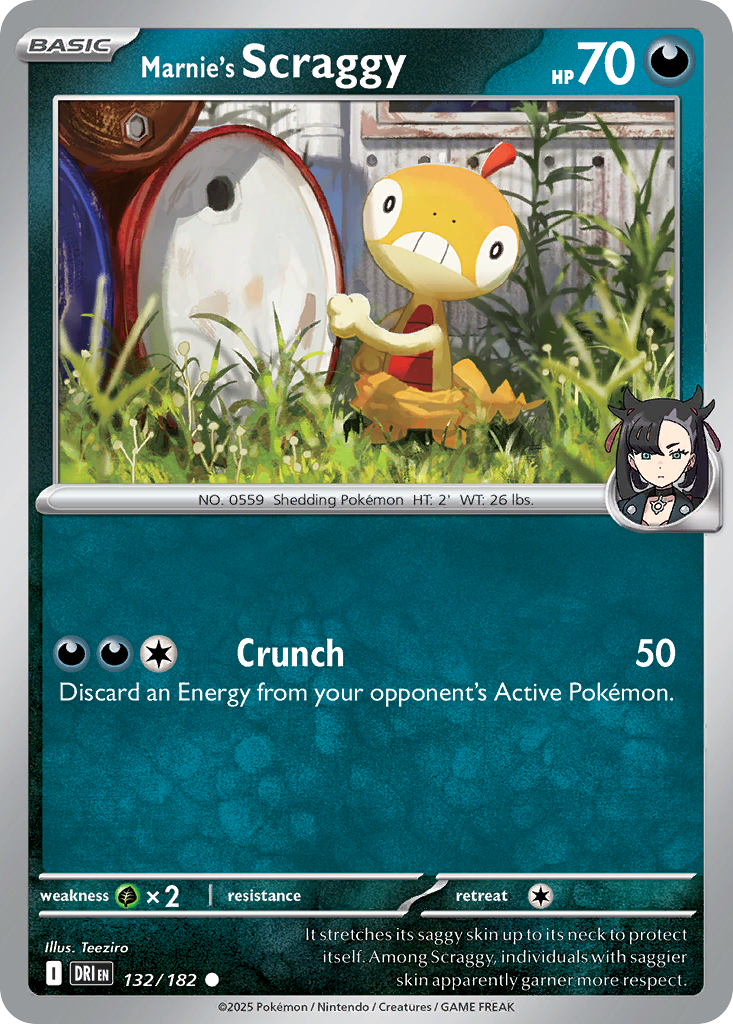 BASIC
Marnie's Scraggy HP 70
NO. 0559 Shedding Pokémon HT: 2' WT: 26 lbs.
Crunch 50
Discard an Energy from your opponent's Active Pokémon.
weakness ×2 | resistance retreat
Illus. Teeziro
It stretches its saggy skin up to its neck to protect
itself. Among Scraggy, individuals with saggier
skin apparently garner more respect.
I DRI EN 132/182
©2025 Pokémon / Nintendo / Creatures / GAME FREAK